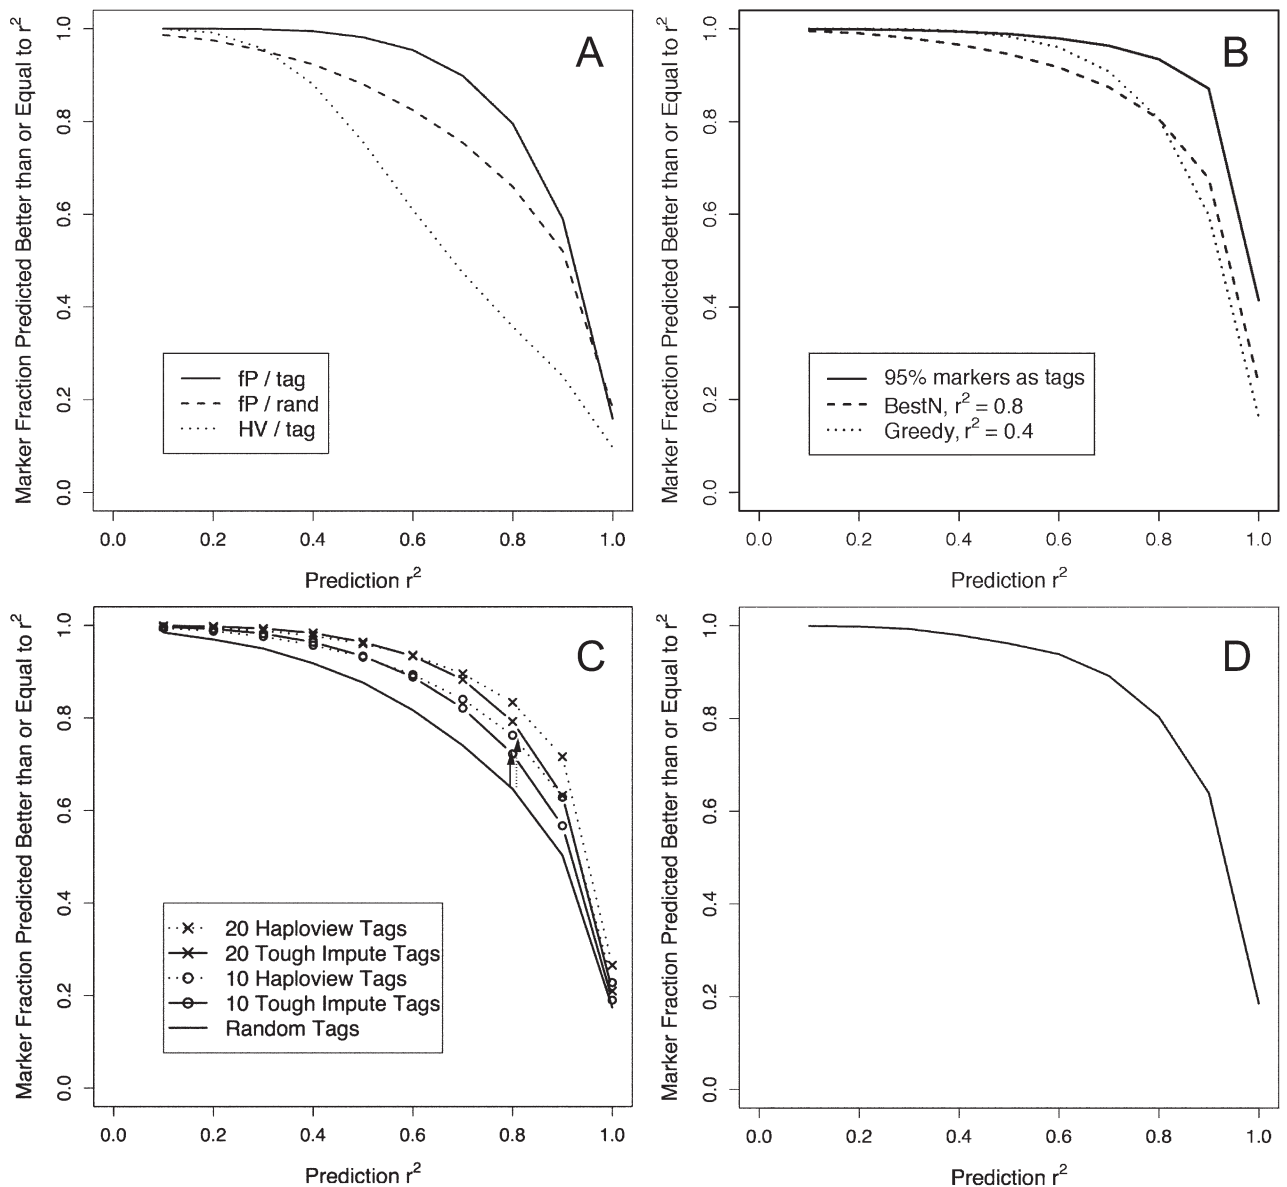 A
Marker Fraction Predicted Better than or Equal to r²
1.0
0.8
0.6
0.4
0.2
0.0
fP / tag
fP / rand
HV / tag
0.0 0.2 0.4 0.6 0.8 1.0
Prediction r²
B
Marker Fraction Predicted Better than or Equal to r²
1.0
0.8
0.6
0.4
0.2
0.0
95% markers as tags
BestN, r² = 0.8
Greedy, r² = 0.4
0.0 0.2 0.4 0.6 0.8 1.0
Prediction r²
C
Marker Fraction Predicted Better than or Equal to r²
1.0
0.8
0.6
0.4
0.2
0.0
20 Haploview Tags
20 Tough Impute Tags
10 Haploview Tags
10 Tough Impute Tags
Random Tags
0.0 0.2 0.4 0.6 0.8 1.0
Prediction r²
D
Marker Fraction Predicted Better than or Equal to r²
1.0
0.8
0.6
0.4
0.2
0.0
0.0 0.2 0.4 0.6 0.8 1.0
Prediction r²